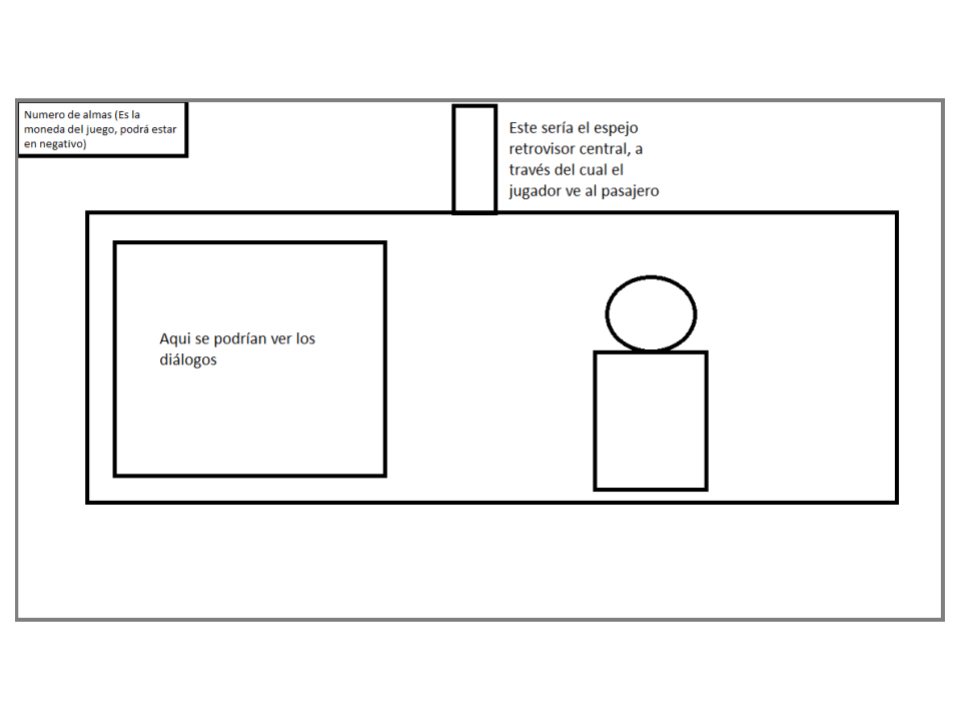 Numero de almas (Es la
moneda del juego, podrá estar
en negativo)
Este sería el espejo
retrovisor central, a
través del cual el
jugador ve al pasajero
Aqui se podrían ver los
diálogos